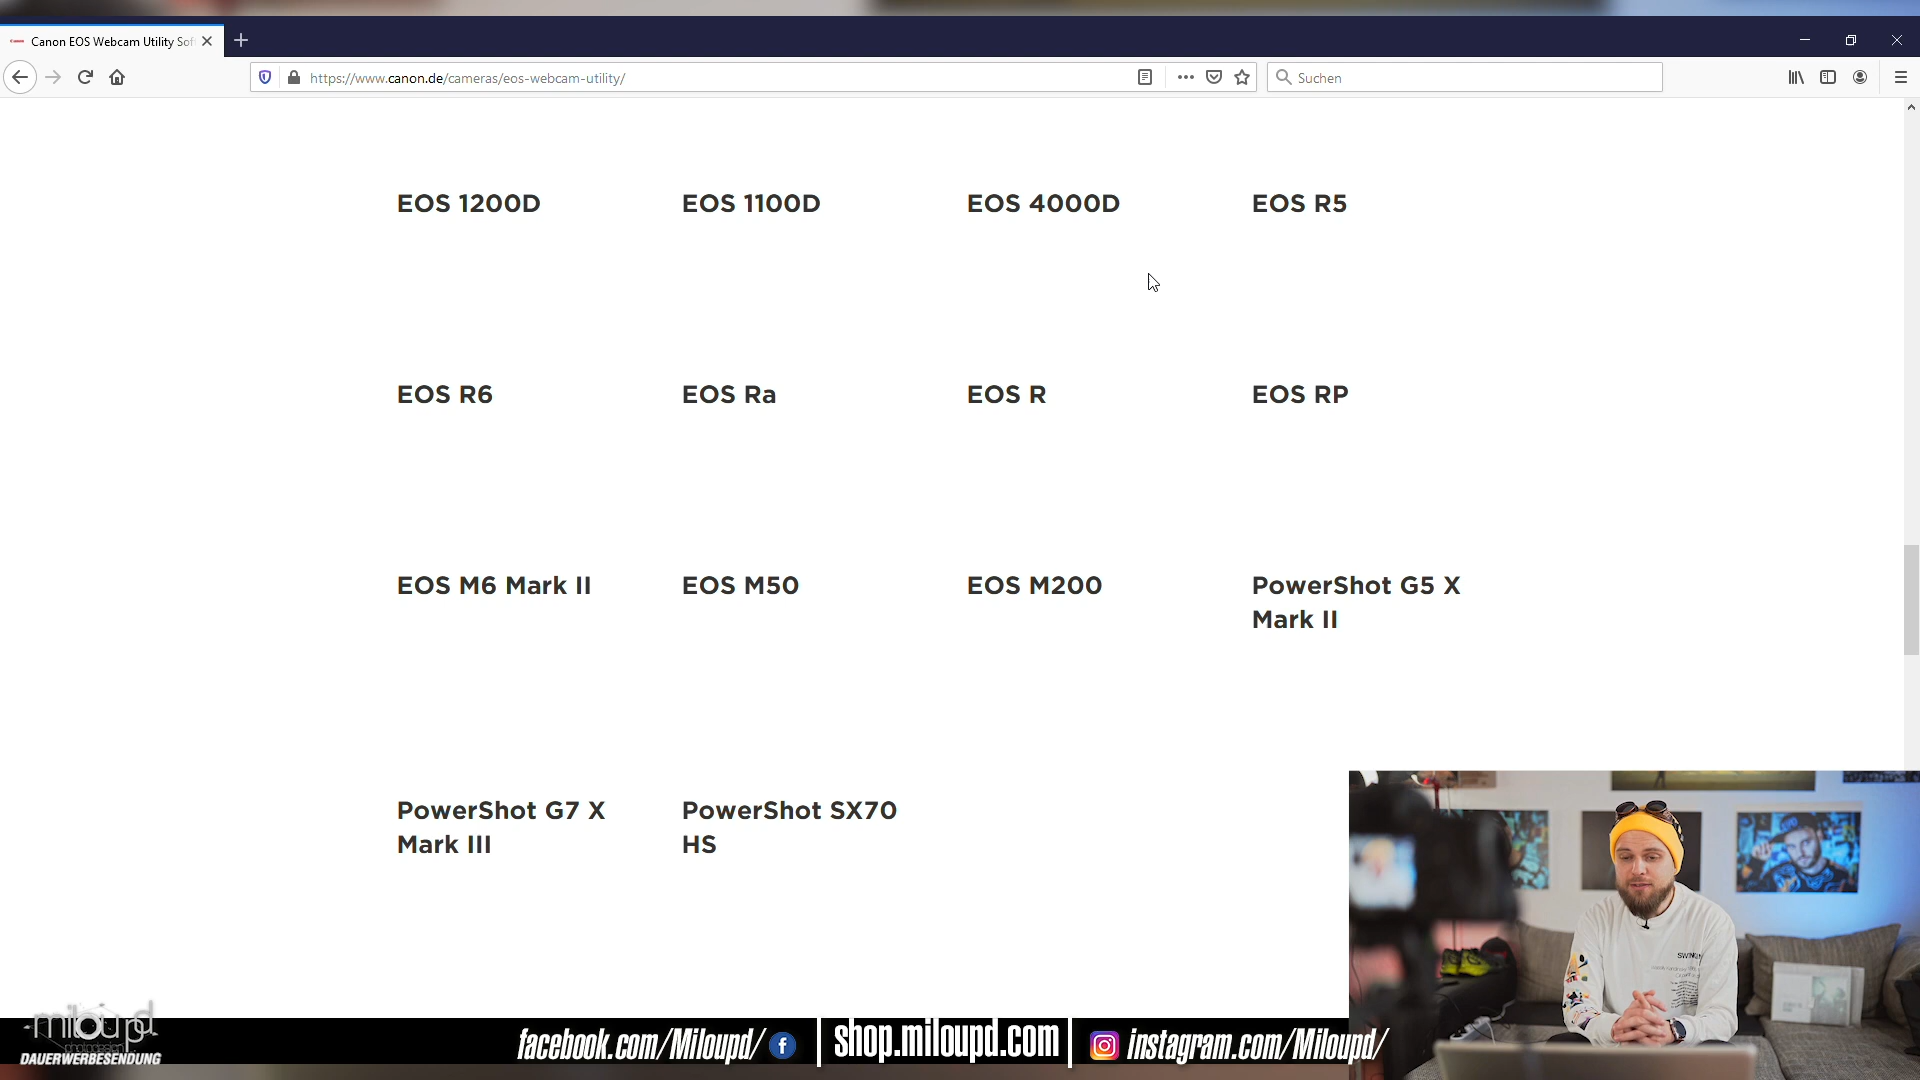 Canon EOS Webcam Utility Sof
https://www.canon.de/cameras/eos-webcam-utility/
Suchen
EOS 1200D
EOS 1100D
EOS 4000D
EOS R5
EOS R6
EOS Ra
EOS R
EOS RP
EOS M6 Mark II
EOS M50
EOS M200
PowerShot G5 X
Mark II
PowerShot G7 X
Mark III
PowerShot SX70
HS
miloupd
DAUERWERBESENDUNG
facebook.com/Miloupd/
shop.miloupd.com
instagram.com/Miloupd/